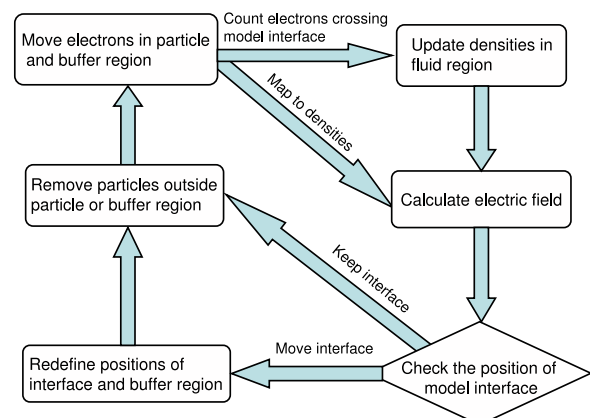 Count electrons crossing
model interface
Move electrons in particle
and buffer region
Update densities in
fluid region
Map to densities
Remove particles outside
particle or buffer region
Calculate electric field
Keep interface
Move interface
Redefine positions of
interface and buffer region
Check the position of
model interface